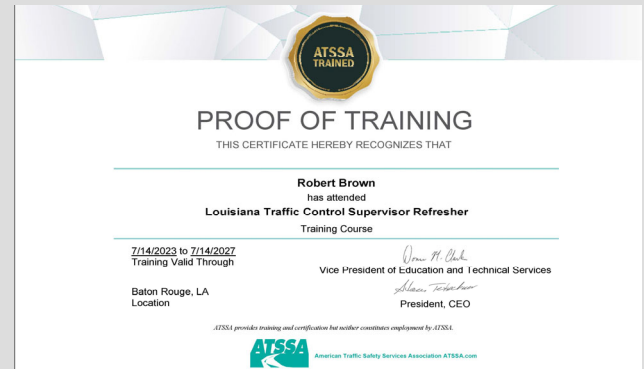 ATSSA
TRAINED
PROOF OF TRAINING
THIS CERTIFICATE HEREBY RECOGNIZES THAT
Robert Brown
has attended
Louisiana Traffic Control Supervisor Refresher
Training Course
7/14/2023 to 7/14/2027
Training Valid Through
Vice President of Education and Technical Services
Baton Rouge, LA
Location
President, CEO
ATSSA provides training and certification but neither constitutes employment by ATSSA.
ATSSA
American Traffic Safety Services Association ATSSA.com